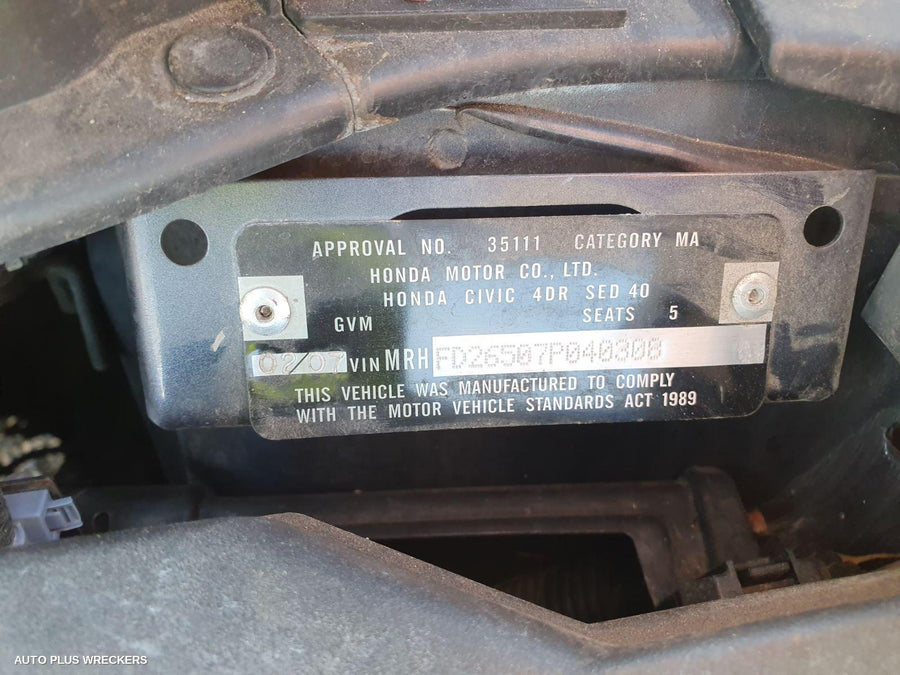 APPROVAL NO. 35111 CATEGORY MA
HONDA MOTOR CO., LTD.
HONDA CIVIC 4DR SED 40
GVM SEATS 5
02/07 VIN MRHFD26507P040308
THIS VEHICLE WAS MANUFACTURED TO COMPLY
WITH THE MOTOR VEHICLE STANDARDS ACT 1989
AUTO PLUS WRECKERS